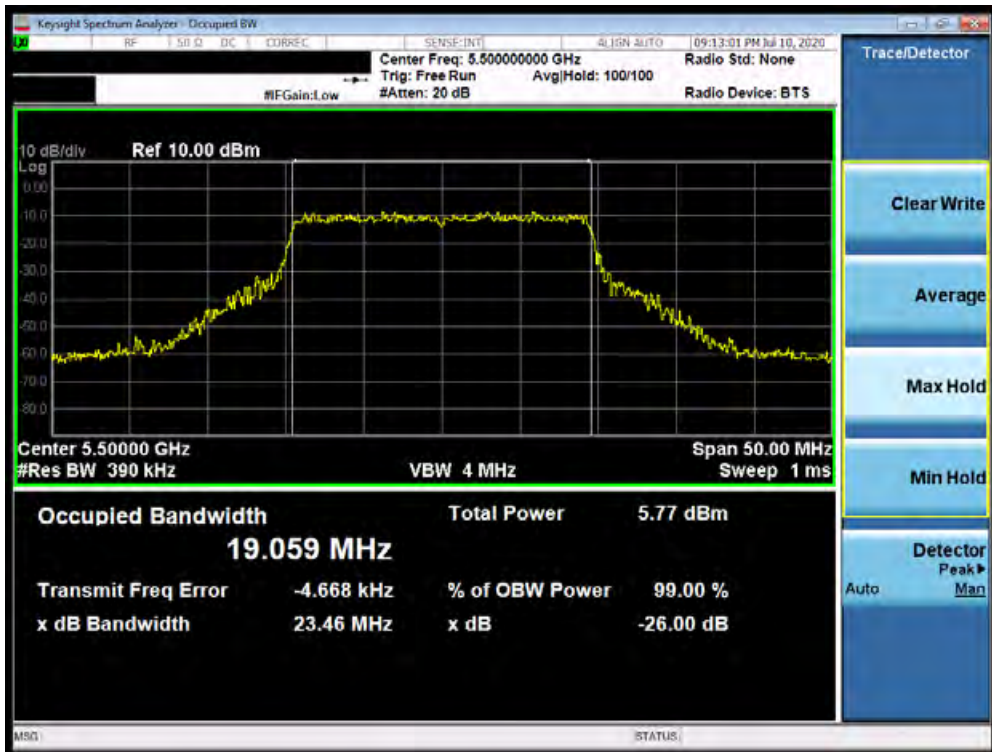 Keysight Spectrum Analyzer - Occupied BW
RF 50 Ω DC CORREC SENSE:INT ALIGN AUTO 09:13:01 PM Jul 10, 2020
Center Freq: 5.500000000 GHz Radio Std: None
Trig: Free Run Avg|Hold: 100/100
#IFGain:Low #Atten: 20 dB Radio Device: BTS
10 dB/div Ref 10.00 dBm
Log
0.00
-10.0
-20.0
-30.0
-40.0
-50.0
-60.0
-70.0
-80.0
Center 5.50000 GHz Span 50.00 MHz
#Res BW 390 kHz VBW 4 MHz Sweep 1 ms
Occupied Bandwidth Total Power 5.77 dBm
19.059 MHz
Transmit Freq Error -4.668 kHz % of OBW Power 99.00 %
x dB Bandwidth 23.46 MHz x dB -26.00 dB
MSG STATUS
Trace/Detector
Clear Write
Average
Max Hold
Min Hold
Detector
Peak▶
Auto Man